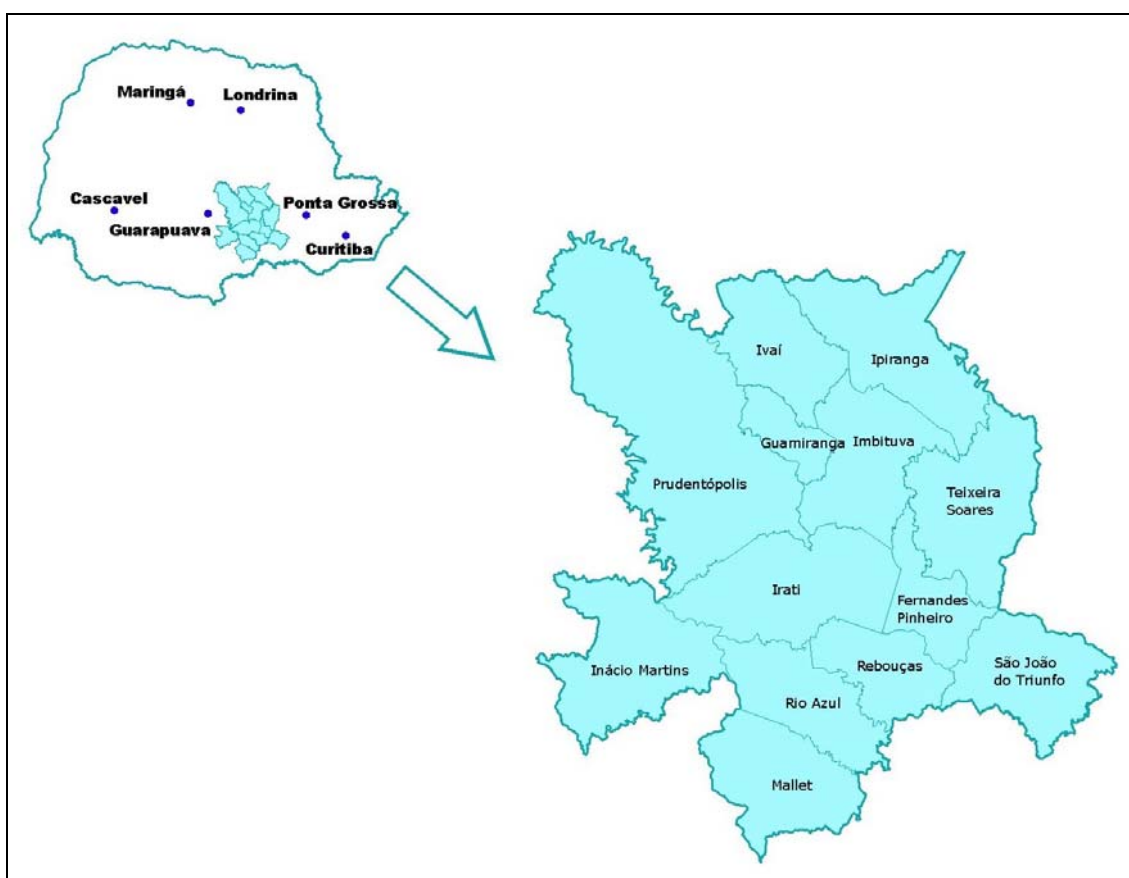 Maringá
Londrina
Cascavel
Ponta Grossa
Guarapuava
Curitiba
Ivaí
Ipiranga
Guamiranga
Imbituva
Prudentópolis
Teixeira
Soares
Irati
Fernandes
Pinheiro
Inácio Martins
Rebouças
São João
do Triunfo
Rio Azul
Mallet